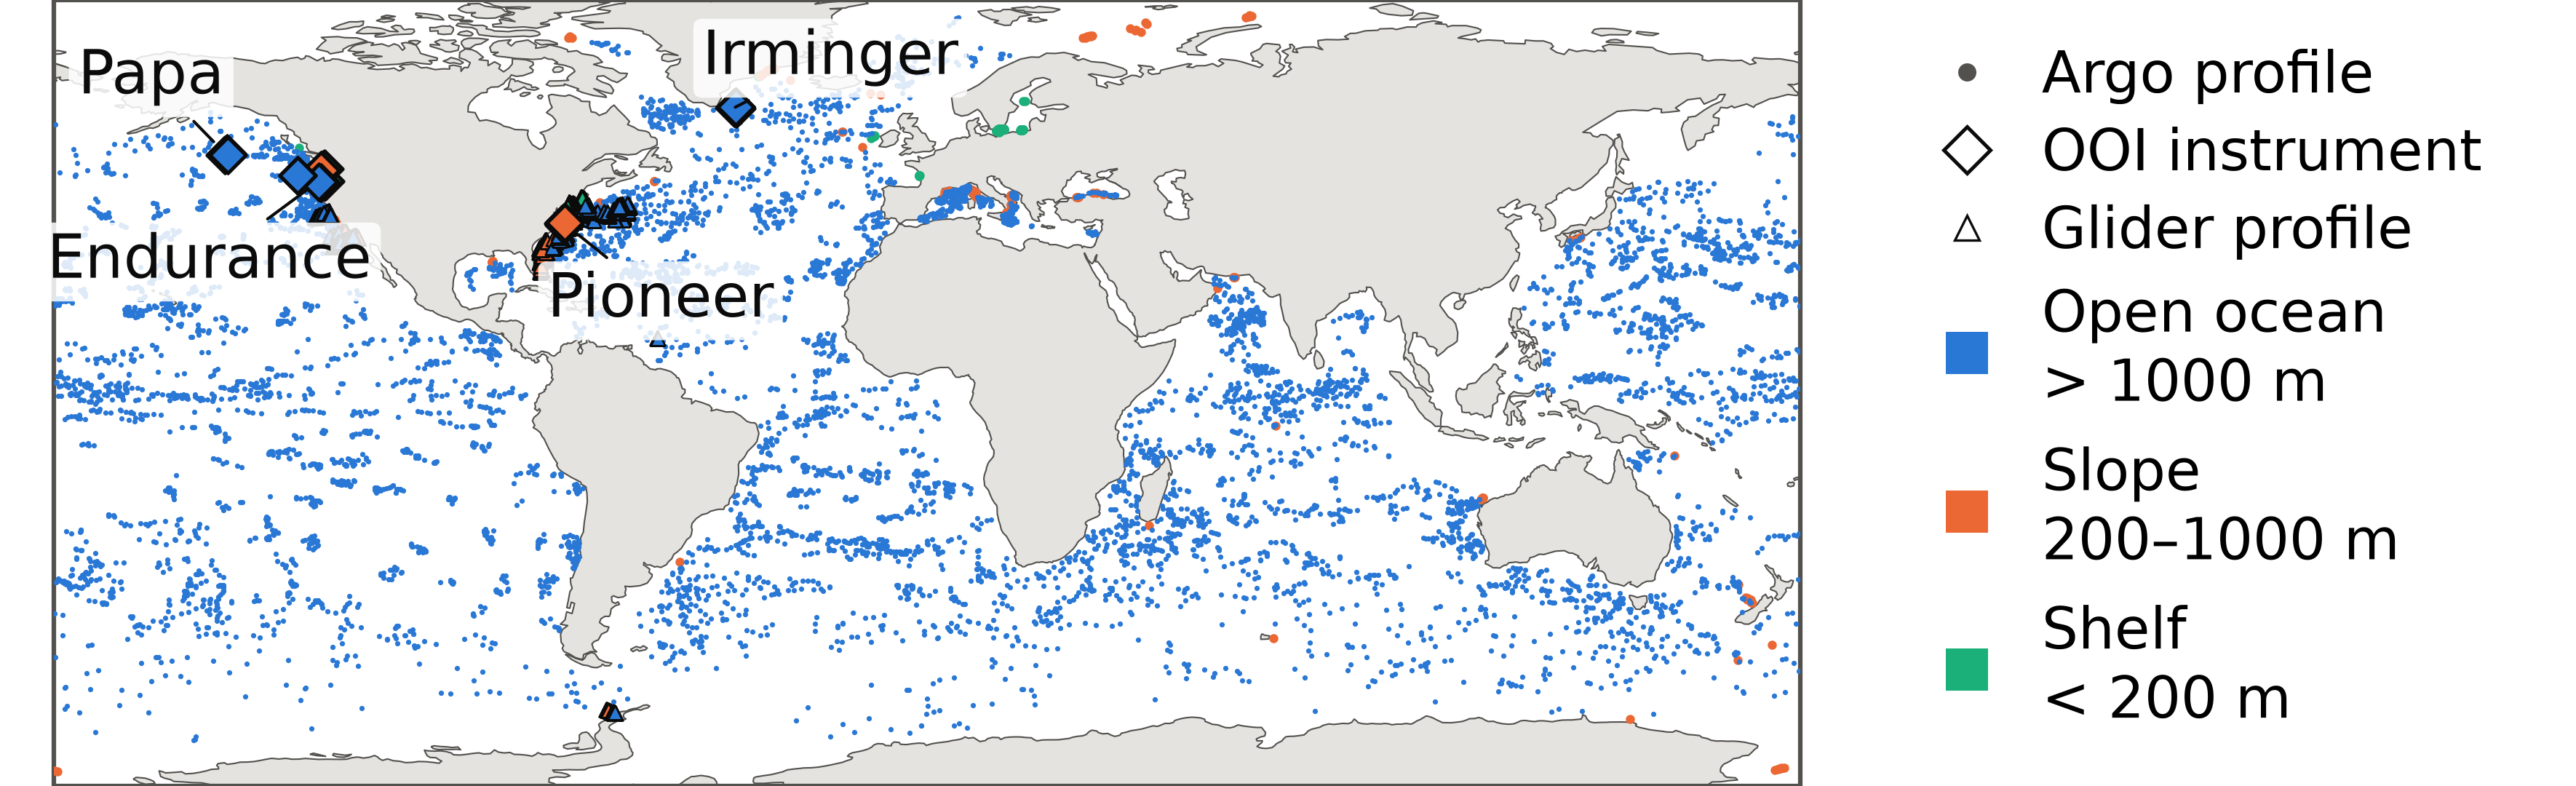 Papa
Irminger
Endurance
Pioneer
Argo profile
OOI instrument
Glider profile
Open ocean
> 1000 m
Slope
200–1000 m
Shelf
< 200 m